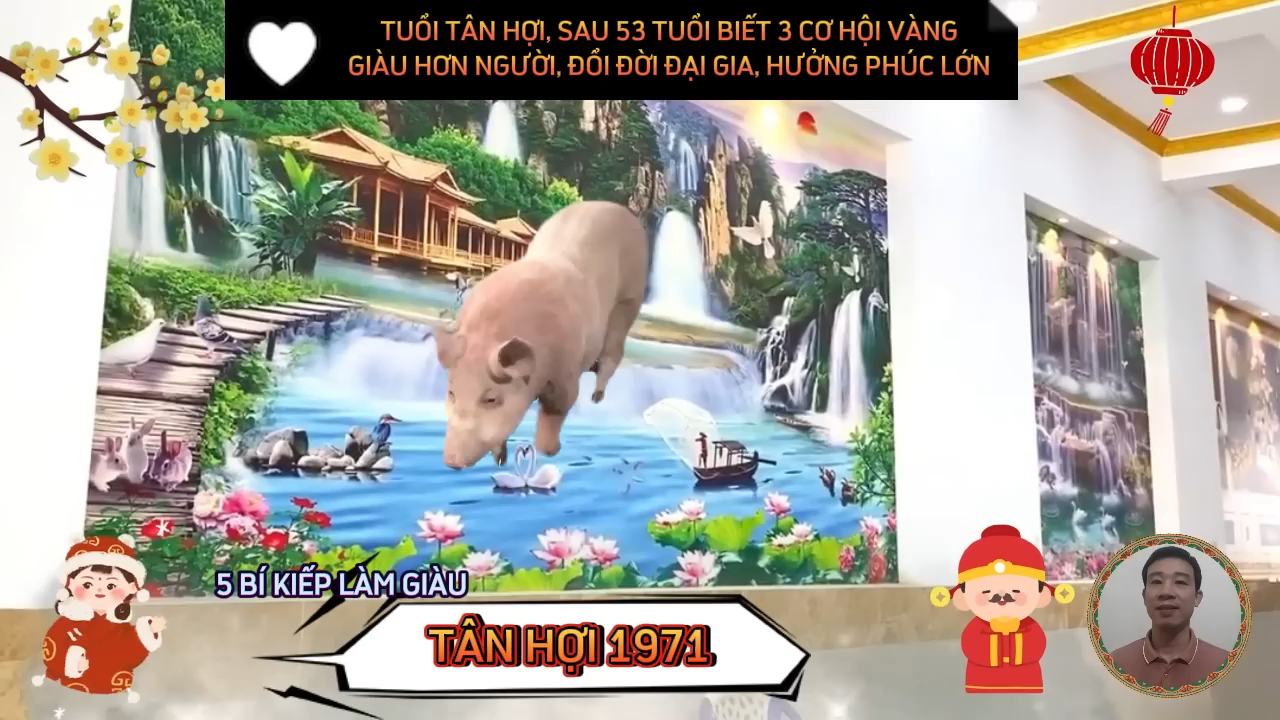 TUỔI TÂN HỢI, SAU 53 TUỔI BIẾT 3 CƠ HỘI VÀNG
GIÀU HƠN NGƯỜI, ĐỔI ĐỜI ĐẠI GIA, HƯỞNG PHÚC LỚN
5 BÍ KIẾP LÀM GIÀU
TÂN HỢI 1971